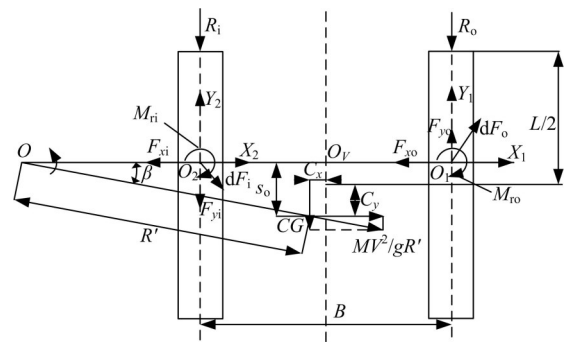 R_i R_o
Y_2 Y_1
M_ri F_yo dF_o L/2
F_xi X_2 O_V F_xo X_1
O β O_2 dF_i s_o C_x O_1
F_yi C_y M_ro
R′ CG MV²/gR′
B